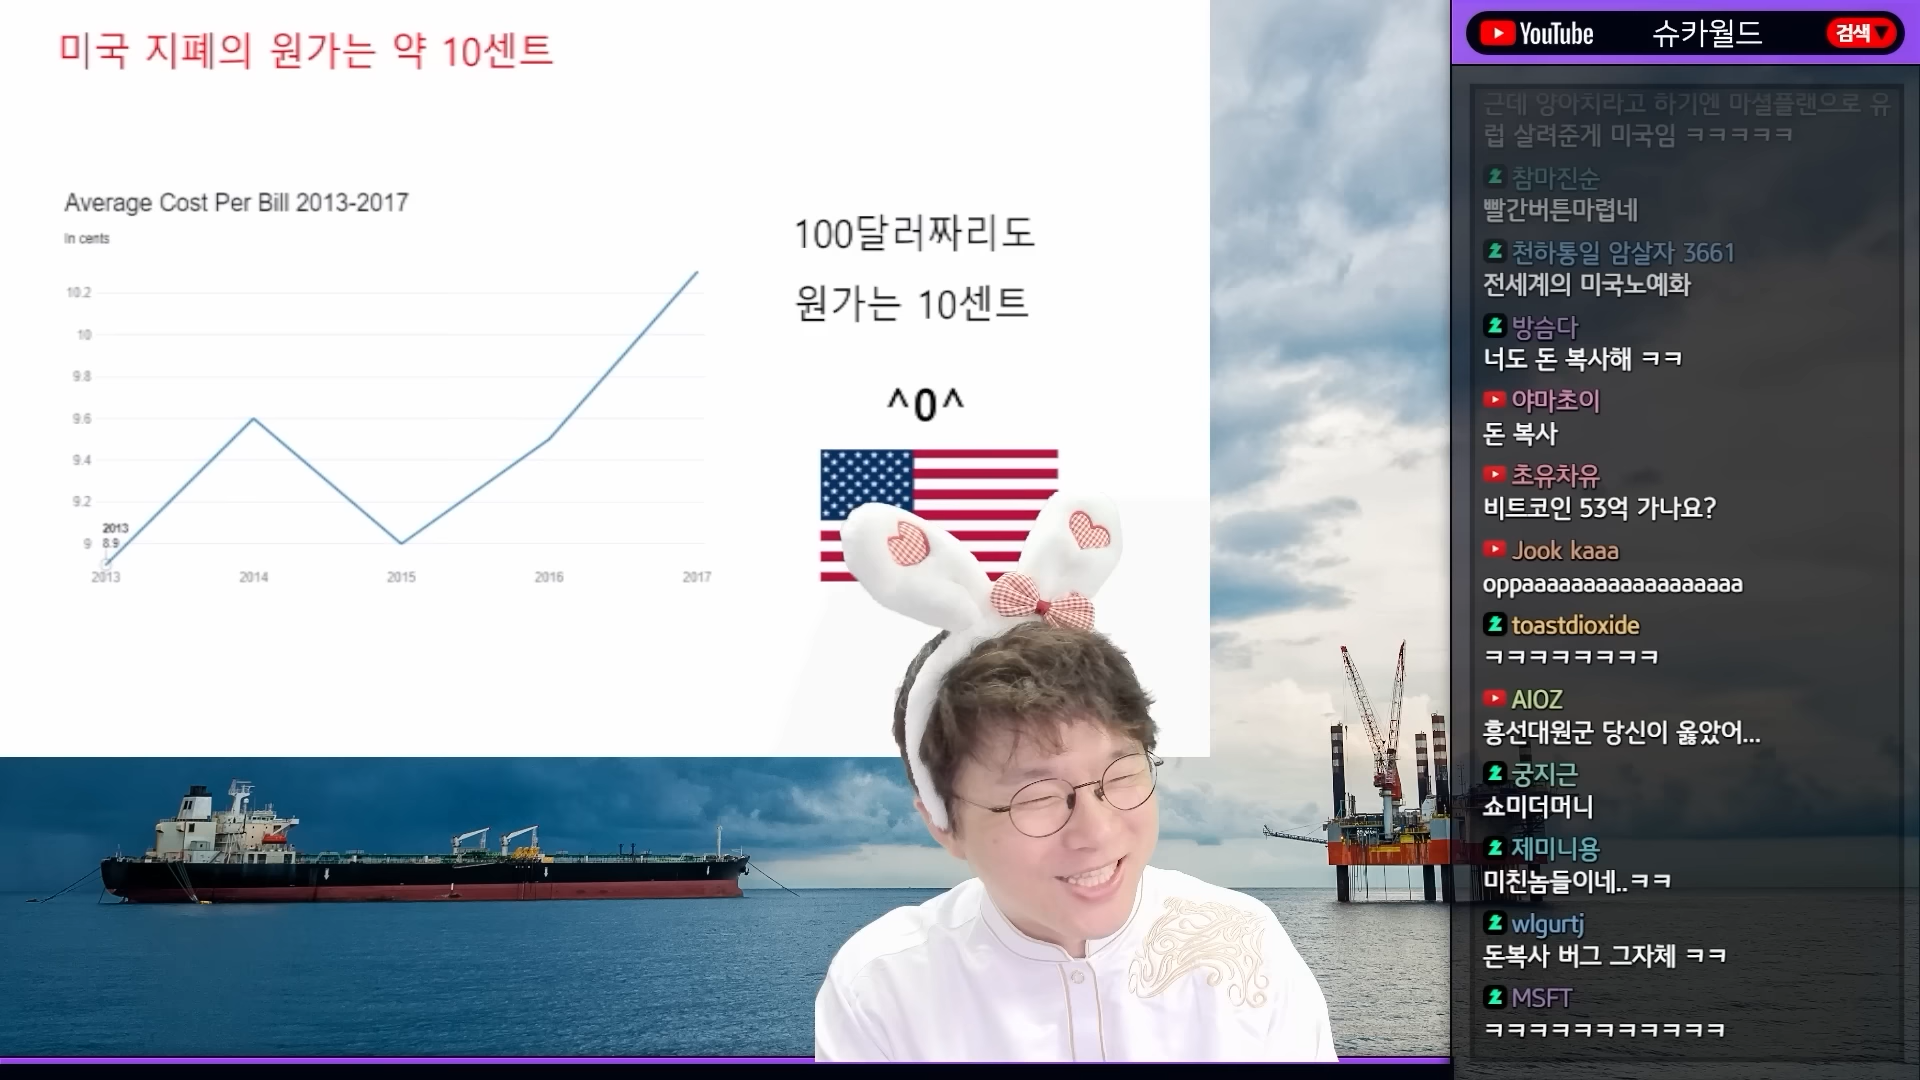 미국 지폐의 원가는 약 10센트
Average Cost Per Bill 2013-2017
In cents
10.2
10
9.8
9.6
9.4
9.2
9
2013
8.9
2013
2014
2015
2016
2017
100달러짜리도
원가는 10센트
^0^
YouTube
슈카월드
검색▼
근데 양아치라고 하기엔 마셜플랜으로 유
럽 살려준게 미국임 ㅋㅋㅋㅋㅋ
참마진순
빨간버튼마렵네
천하통일 암살자 3661
전세계의 미국노예화
방슴다
너도 돈 복사해 ㅋㅋ
야마초이
돈 복사
초유차유
비트코인 53억 가나요?
Jook kaaa
oppaaaaaaaaaaaaaaaaaa
toastdioxide
ㅋㅋㅋㅋㅋㅋㅋㅋ
AIOZ
흥선대원군 당신이 옳았어...
궁지근
쇼미더머니
제미니용
미친놈들이네..ㅋㅋ
wlgurtj
돈복사 버그 그자체 ㅋㅋ
MSFT
ㅋㅋㅋㅋㅋㅋㅋㅋㅋㅋㅋ